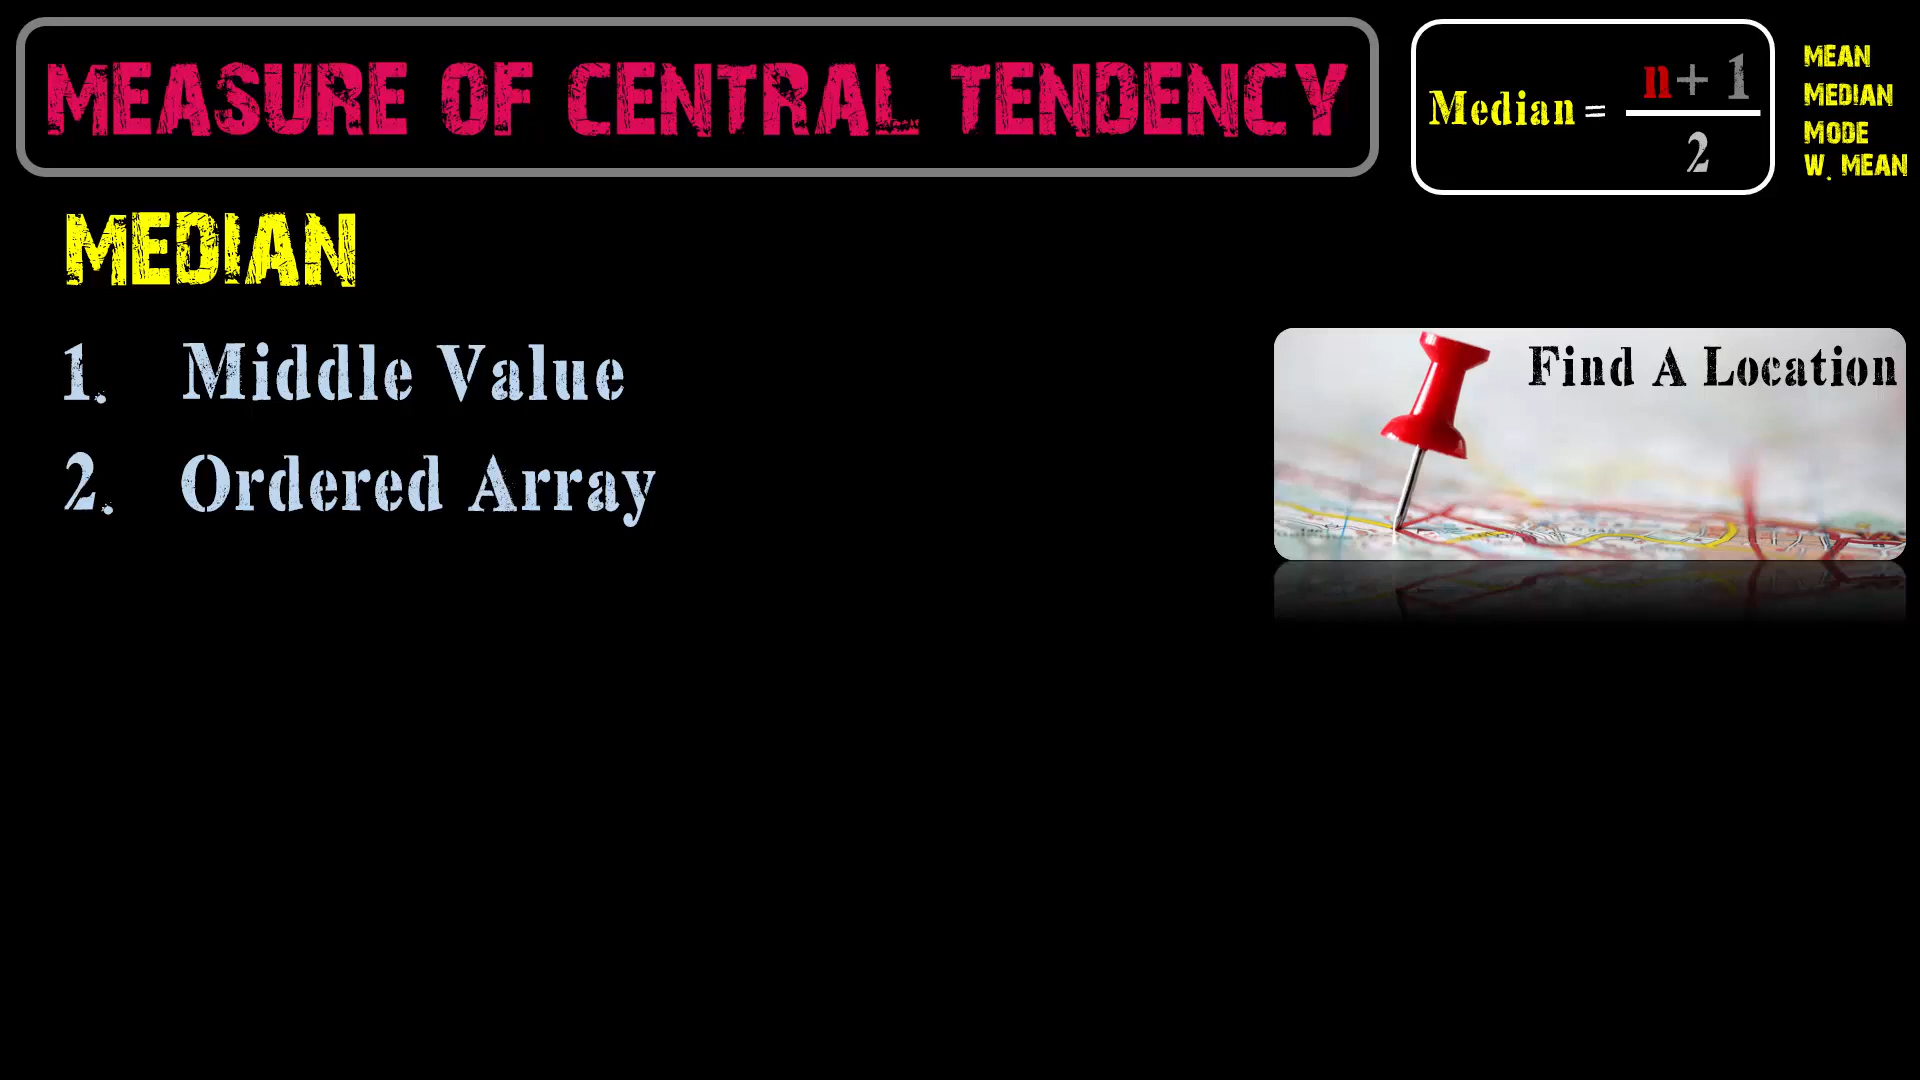 MEASURE OF CENTRAL TENDENCY
Median = n + 1
2
MEAN
MEDIAN
MODE
W. MEAN
MEDIAN
1. Middle Value
2. Ordered Array
Find A Location